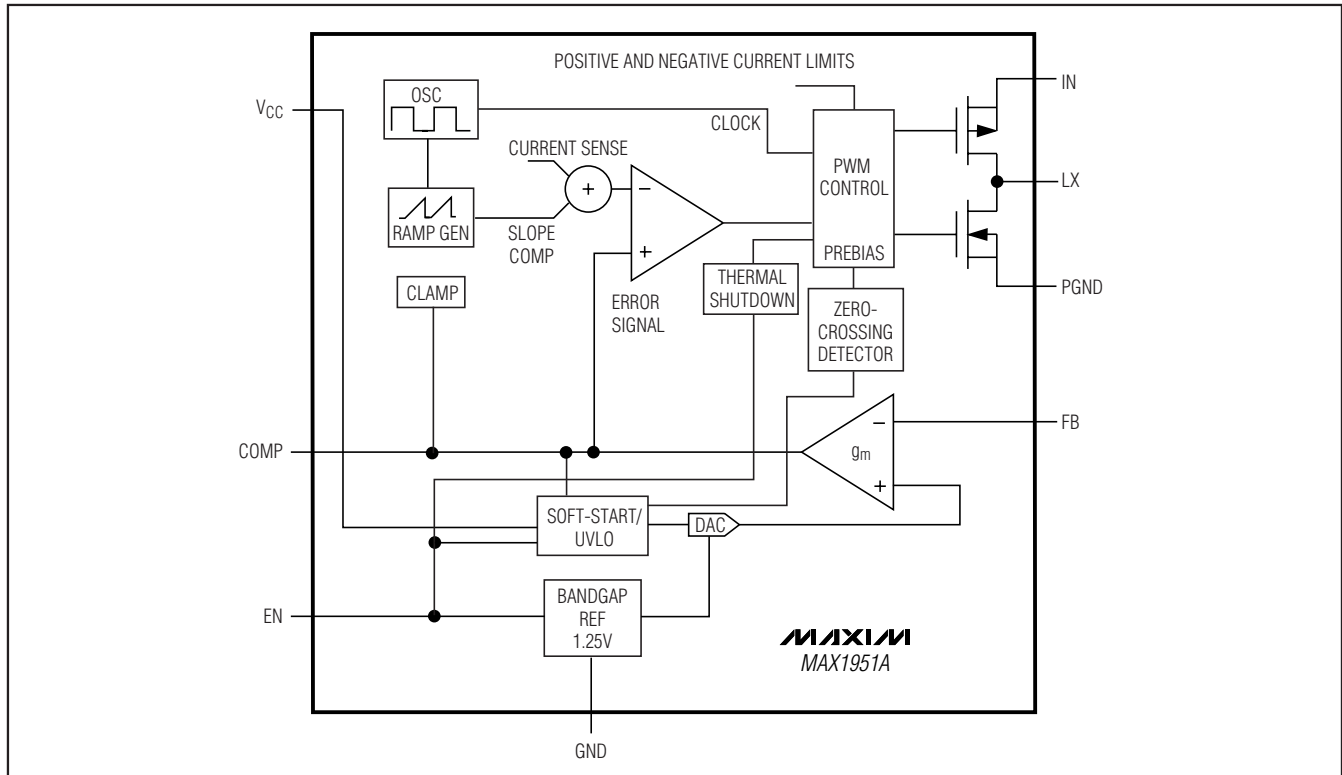 POSITIVE AND NEGATIVE CURRENT LIMITS
IN
OSC
VCC
CLOCK
CURRENT SENSE
PWM
CONTROL
LX
RAMP GEN
SLOPE
COMP
PREBIAS
THERMAL
SHUTDOWN
CLAMP
PGND
ERROR
SIGNAL
ZERO-
CROSSING
DETECTOR
FB
COMP
gm
SOFT-START/
UVLO
DAC
EN
BANDGAP
REF
1.25V
MAXIM
MAX1951A
GND
+
−
+
−
+